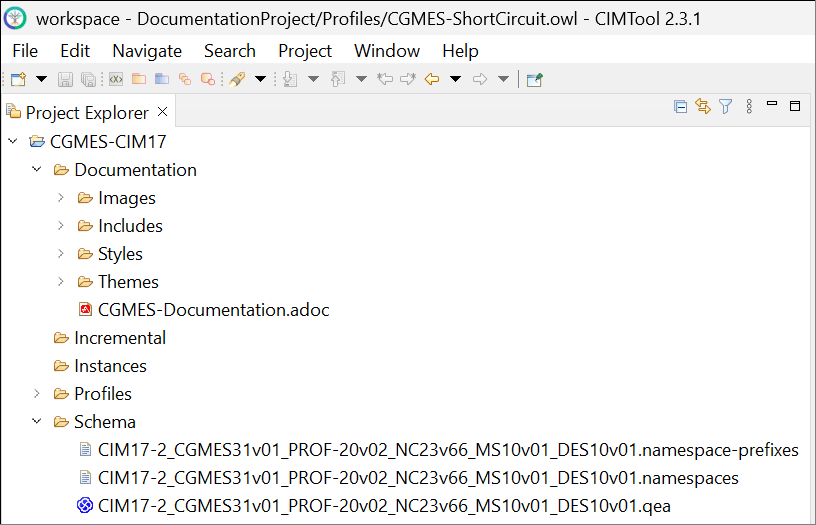 workspace - DocumentationProject/Profiles/CGMES-ShortCircuit.owl - CIMTool 2.3.1
File Edit Navigate Search Project Window Help
Project Explorer
CGMES-CIM17
Documentation
Images
Includes
Styles
Themes
CGMES-Documentation.adoc
Incremental
Instances
Profiles
Schema
CIM17-2_CGMES31v01_PROF-20v02_NC23v66_MS10v01_DES10v01.namespace-prefixes
CIM17-2_CGMES31v01_PROF-20v02_NC23v66_MS10v01_DES10v01.namespaces
CIM17-2_CGMES31v01_PROF-20v02_NC23v66_MS10v01_DES10v01.qea